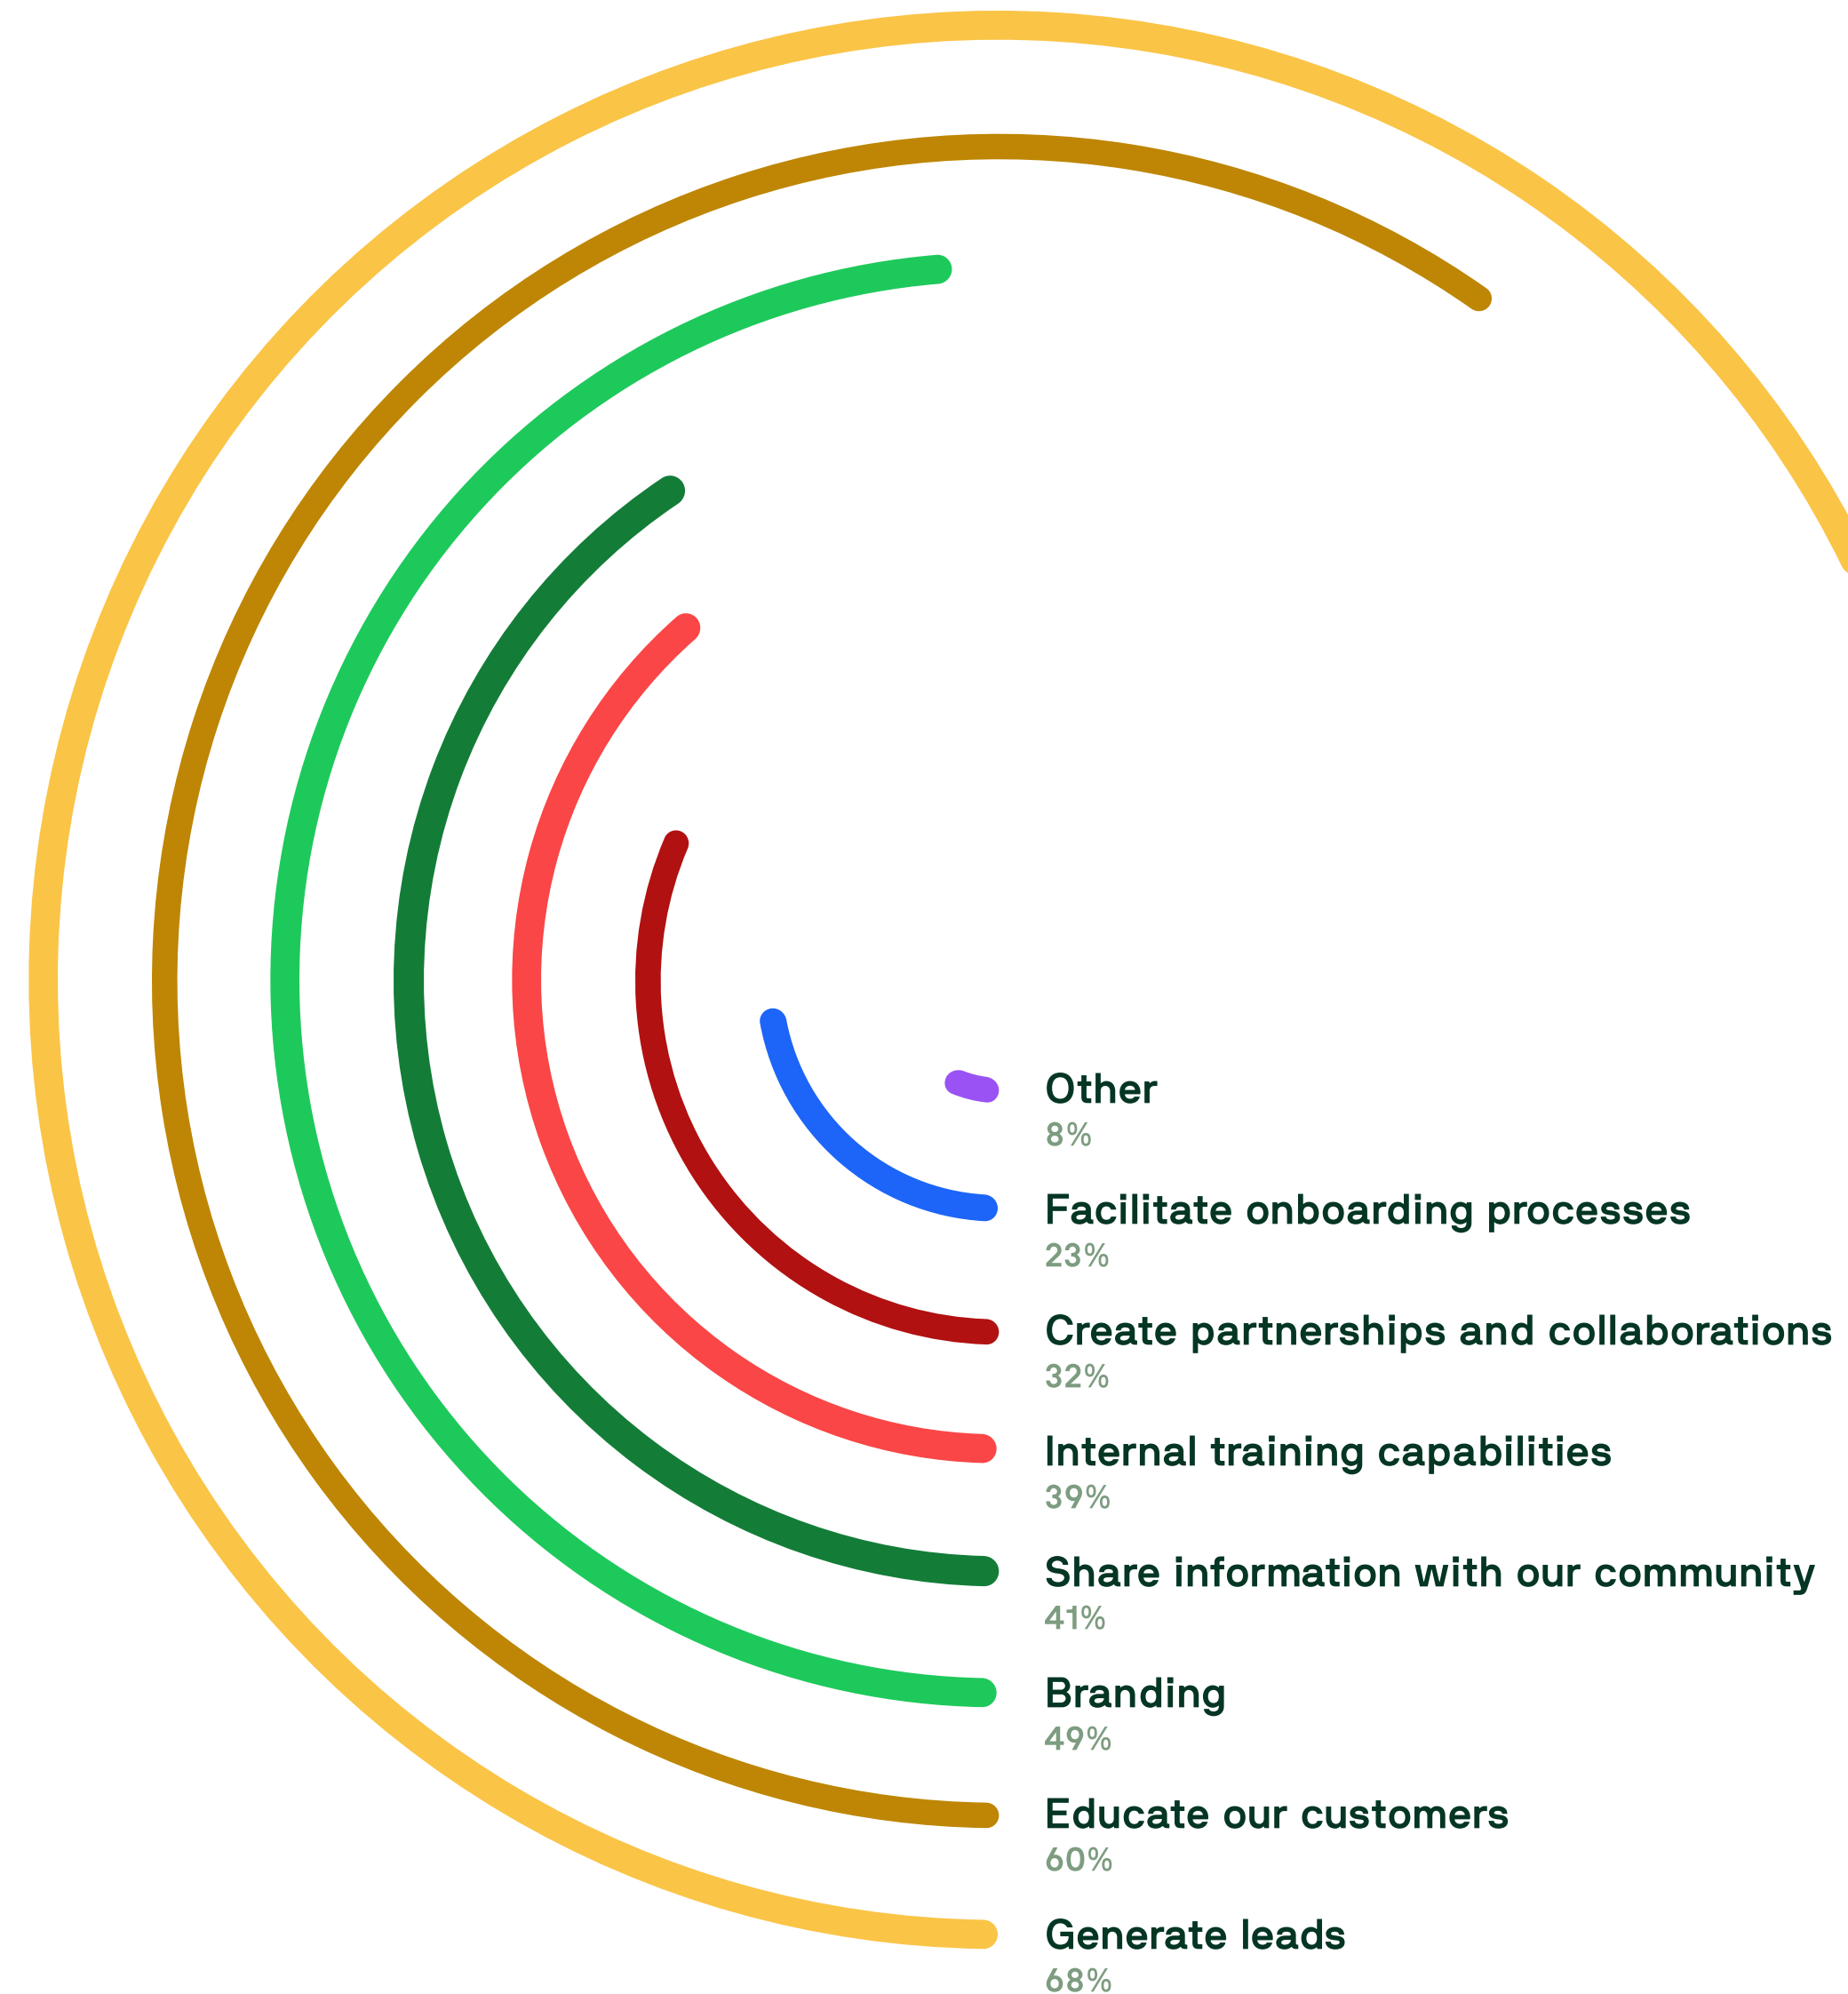 Other
8%
Facilitate onboarding processes
23%
Create partnerships and collaborations
32%
Internal training capabilities
39%
Share information with our community
41%
Branding
49%
Educate our customers
60%
Generate leads
68%